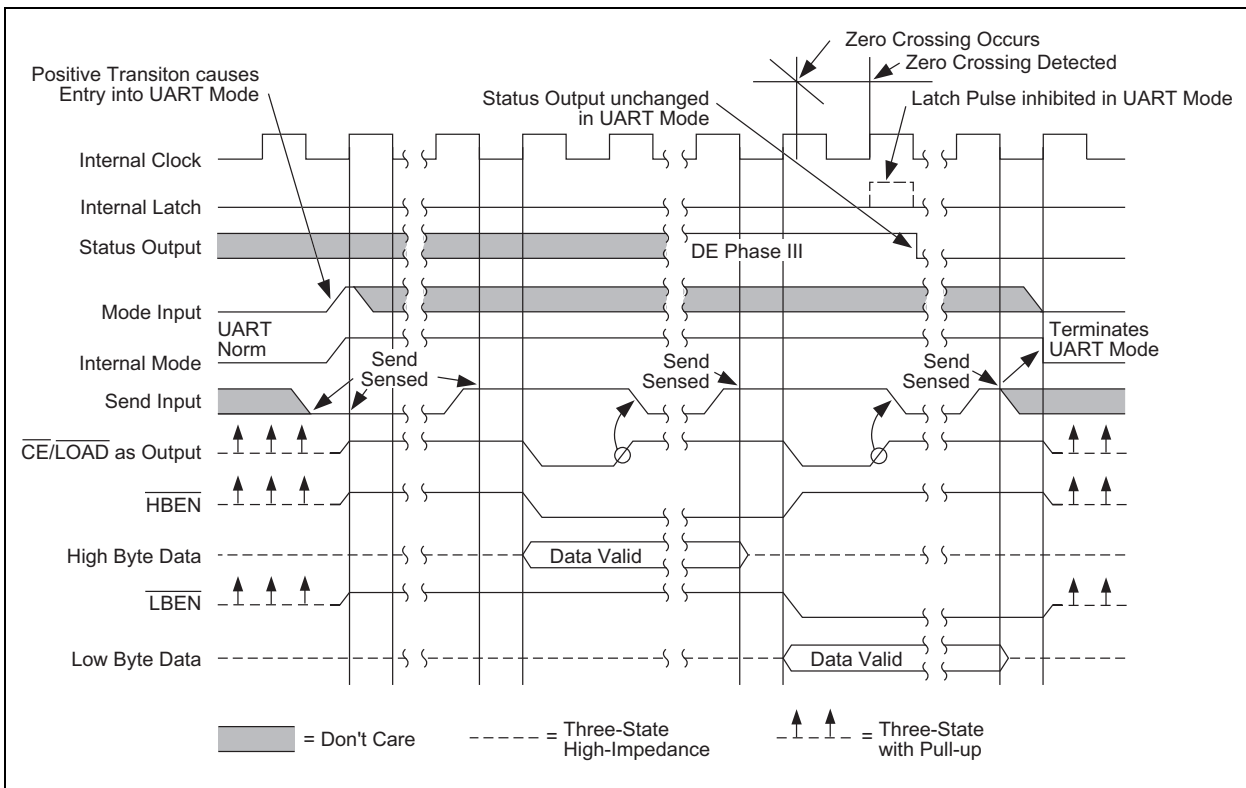 Zero Crossing Occurs
Zero Crossing Detected
Positive Transiton causes
Entry into UART Mode
Status Output unchanged
in UART Mode
Latch Pulse inhibited in UART Mode
Internal Clock
Internal Latch
Status Output
DE Phase III
Mode Input
UART
Norm
Terminates
UART Mode
Internal Mode
Send
Sensed
Send
Sensed
Send
Sensed
Send Input
CE/LOAD as Output
HBEN
High Byte Data
Data Valid
LBEN
Low Byte Data
Data Valid
= Don't Care
= Three-State
High-Impedance
= Three-State
with Pull-up